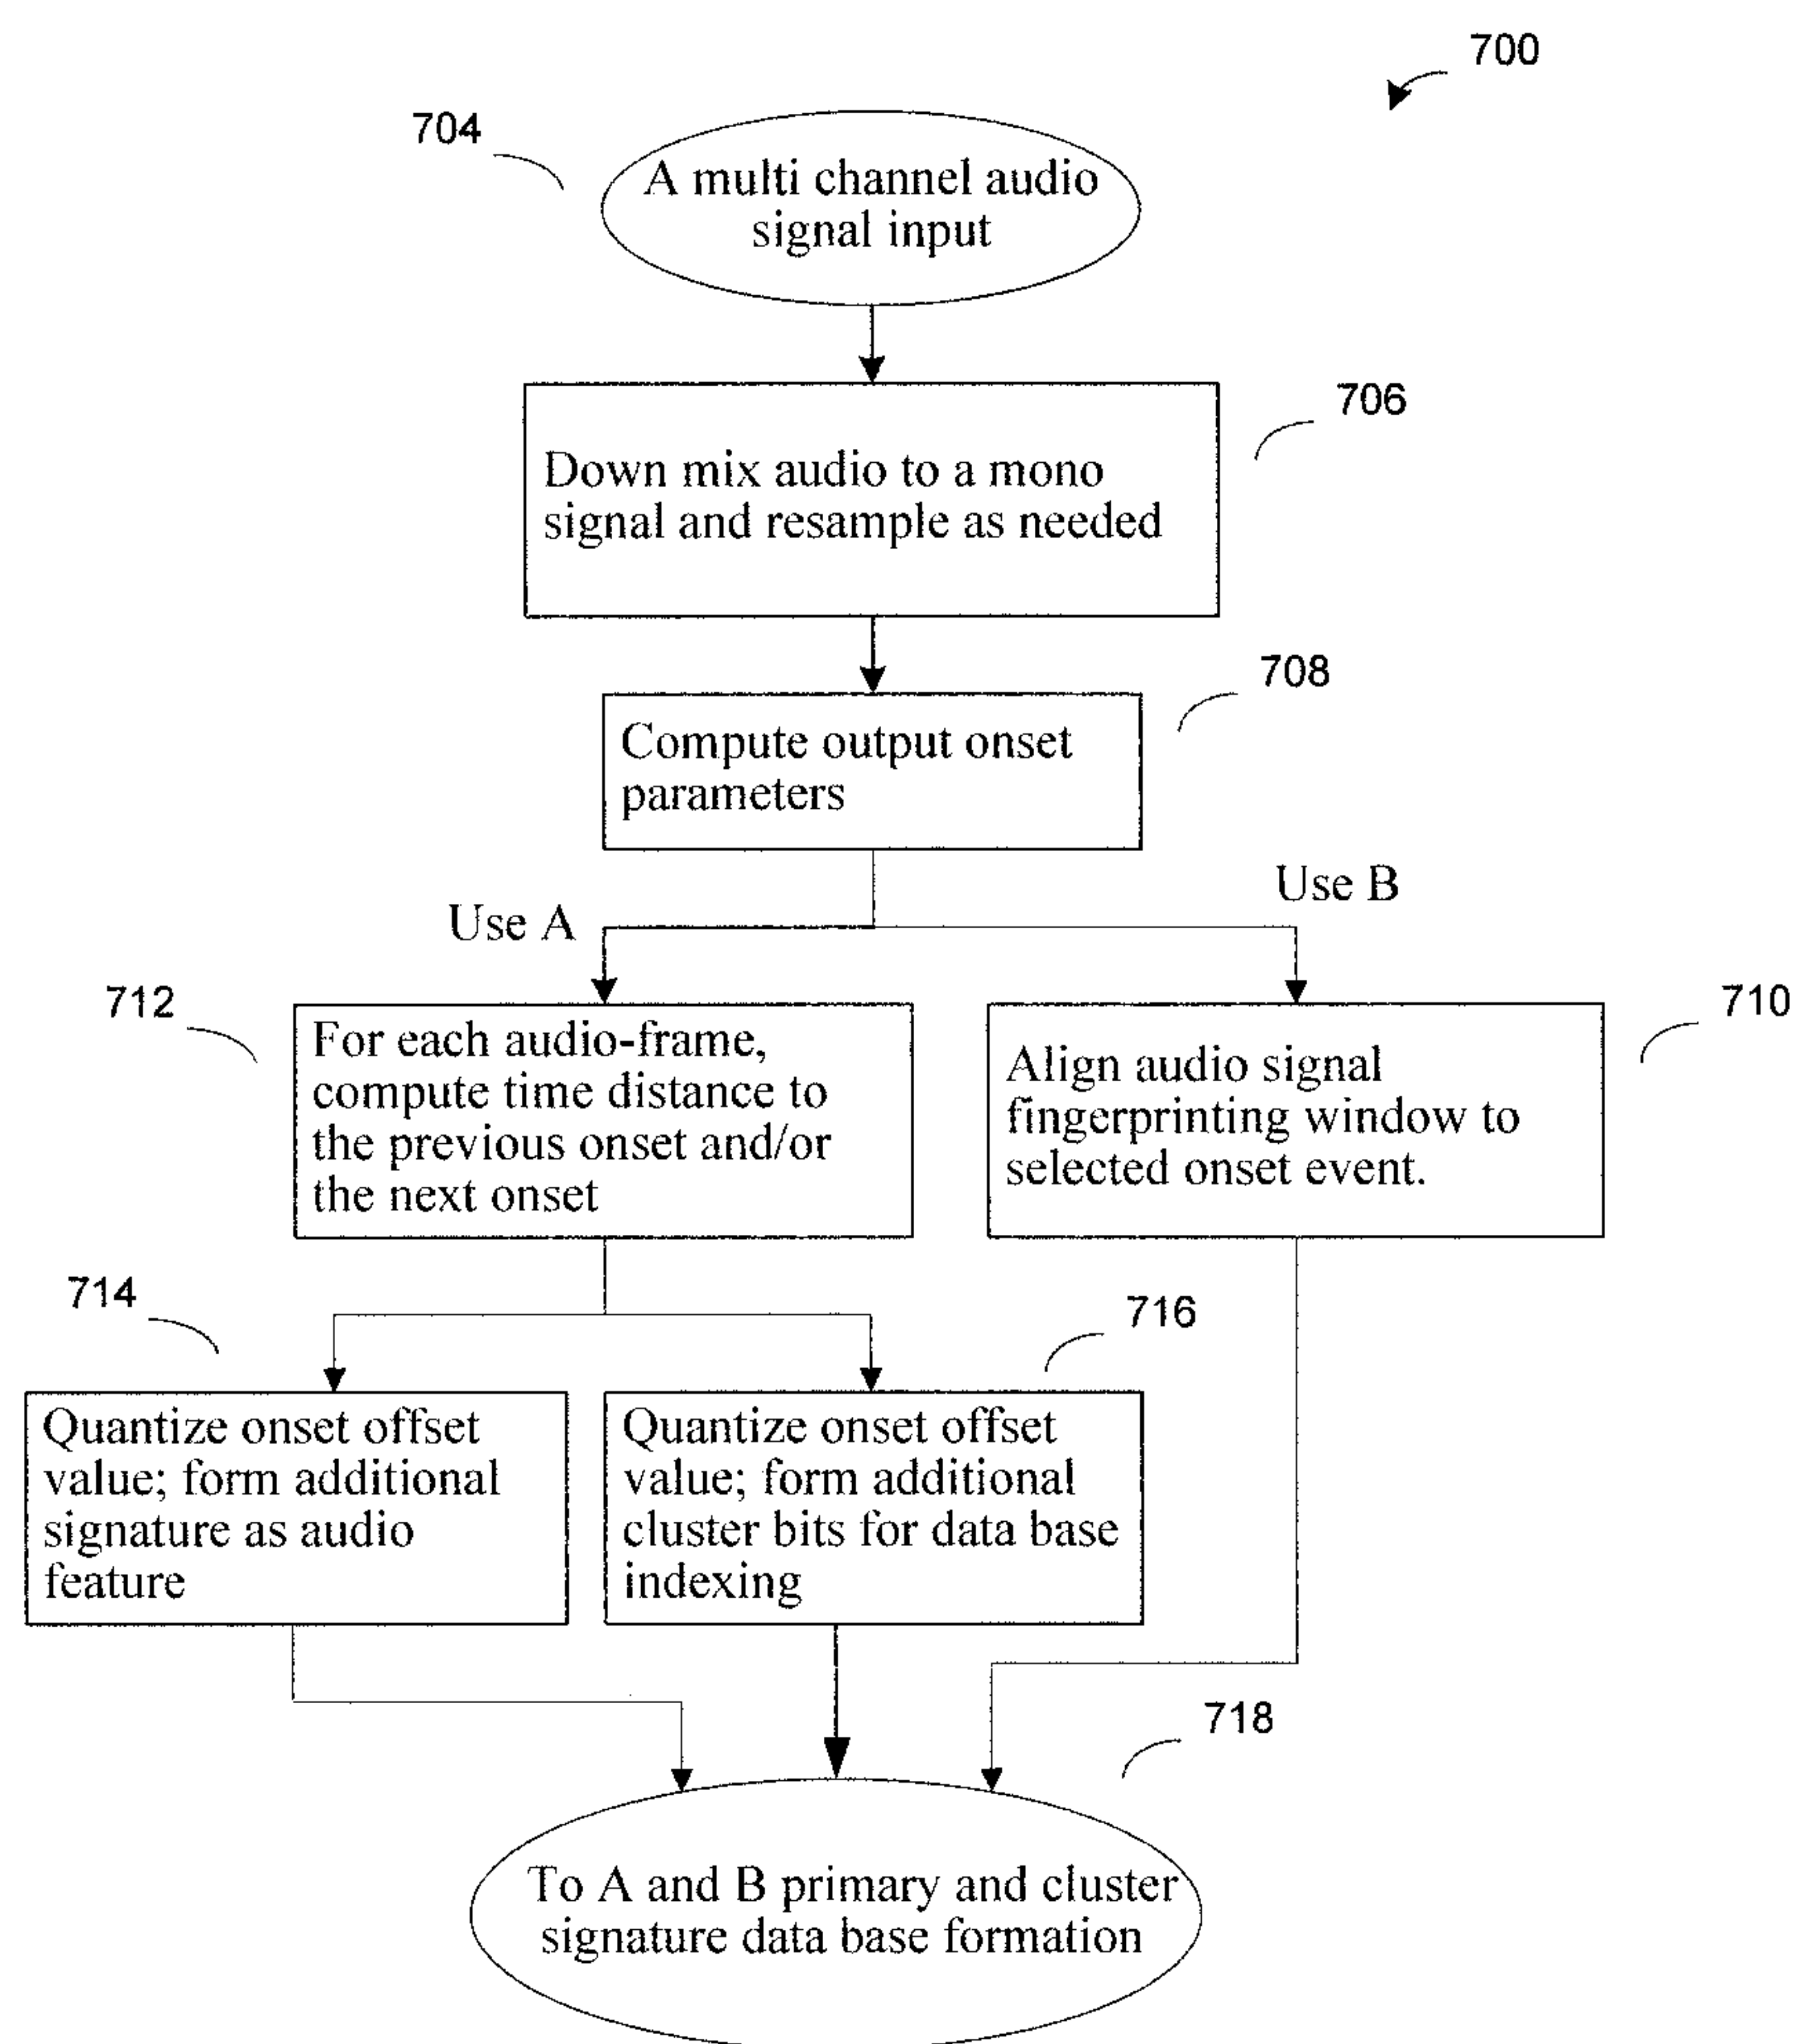 700
704
A multi channel audio
signal input
706
Down mix audio to a mono
signal and resample as needed
708
Compute output onset
parameters
Use A
Use B
712
For each audio-frame,
compute time distance to
the previous onset and/or
the next onset
710
Align audio signal
fingerprinting window to
selected onset event.
714
Quantize onset offset
value; form additional
signature as audio
feature
716
Quantize onset offset
value; form additional
cluster bits for data base
indexing
718
To A and B primary and cluster
signature data base formation